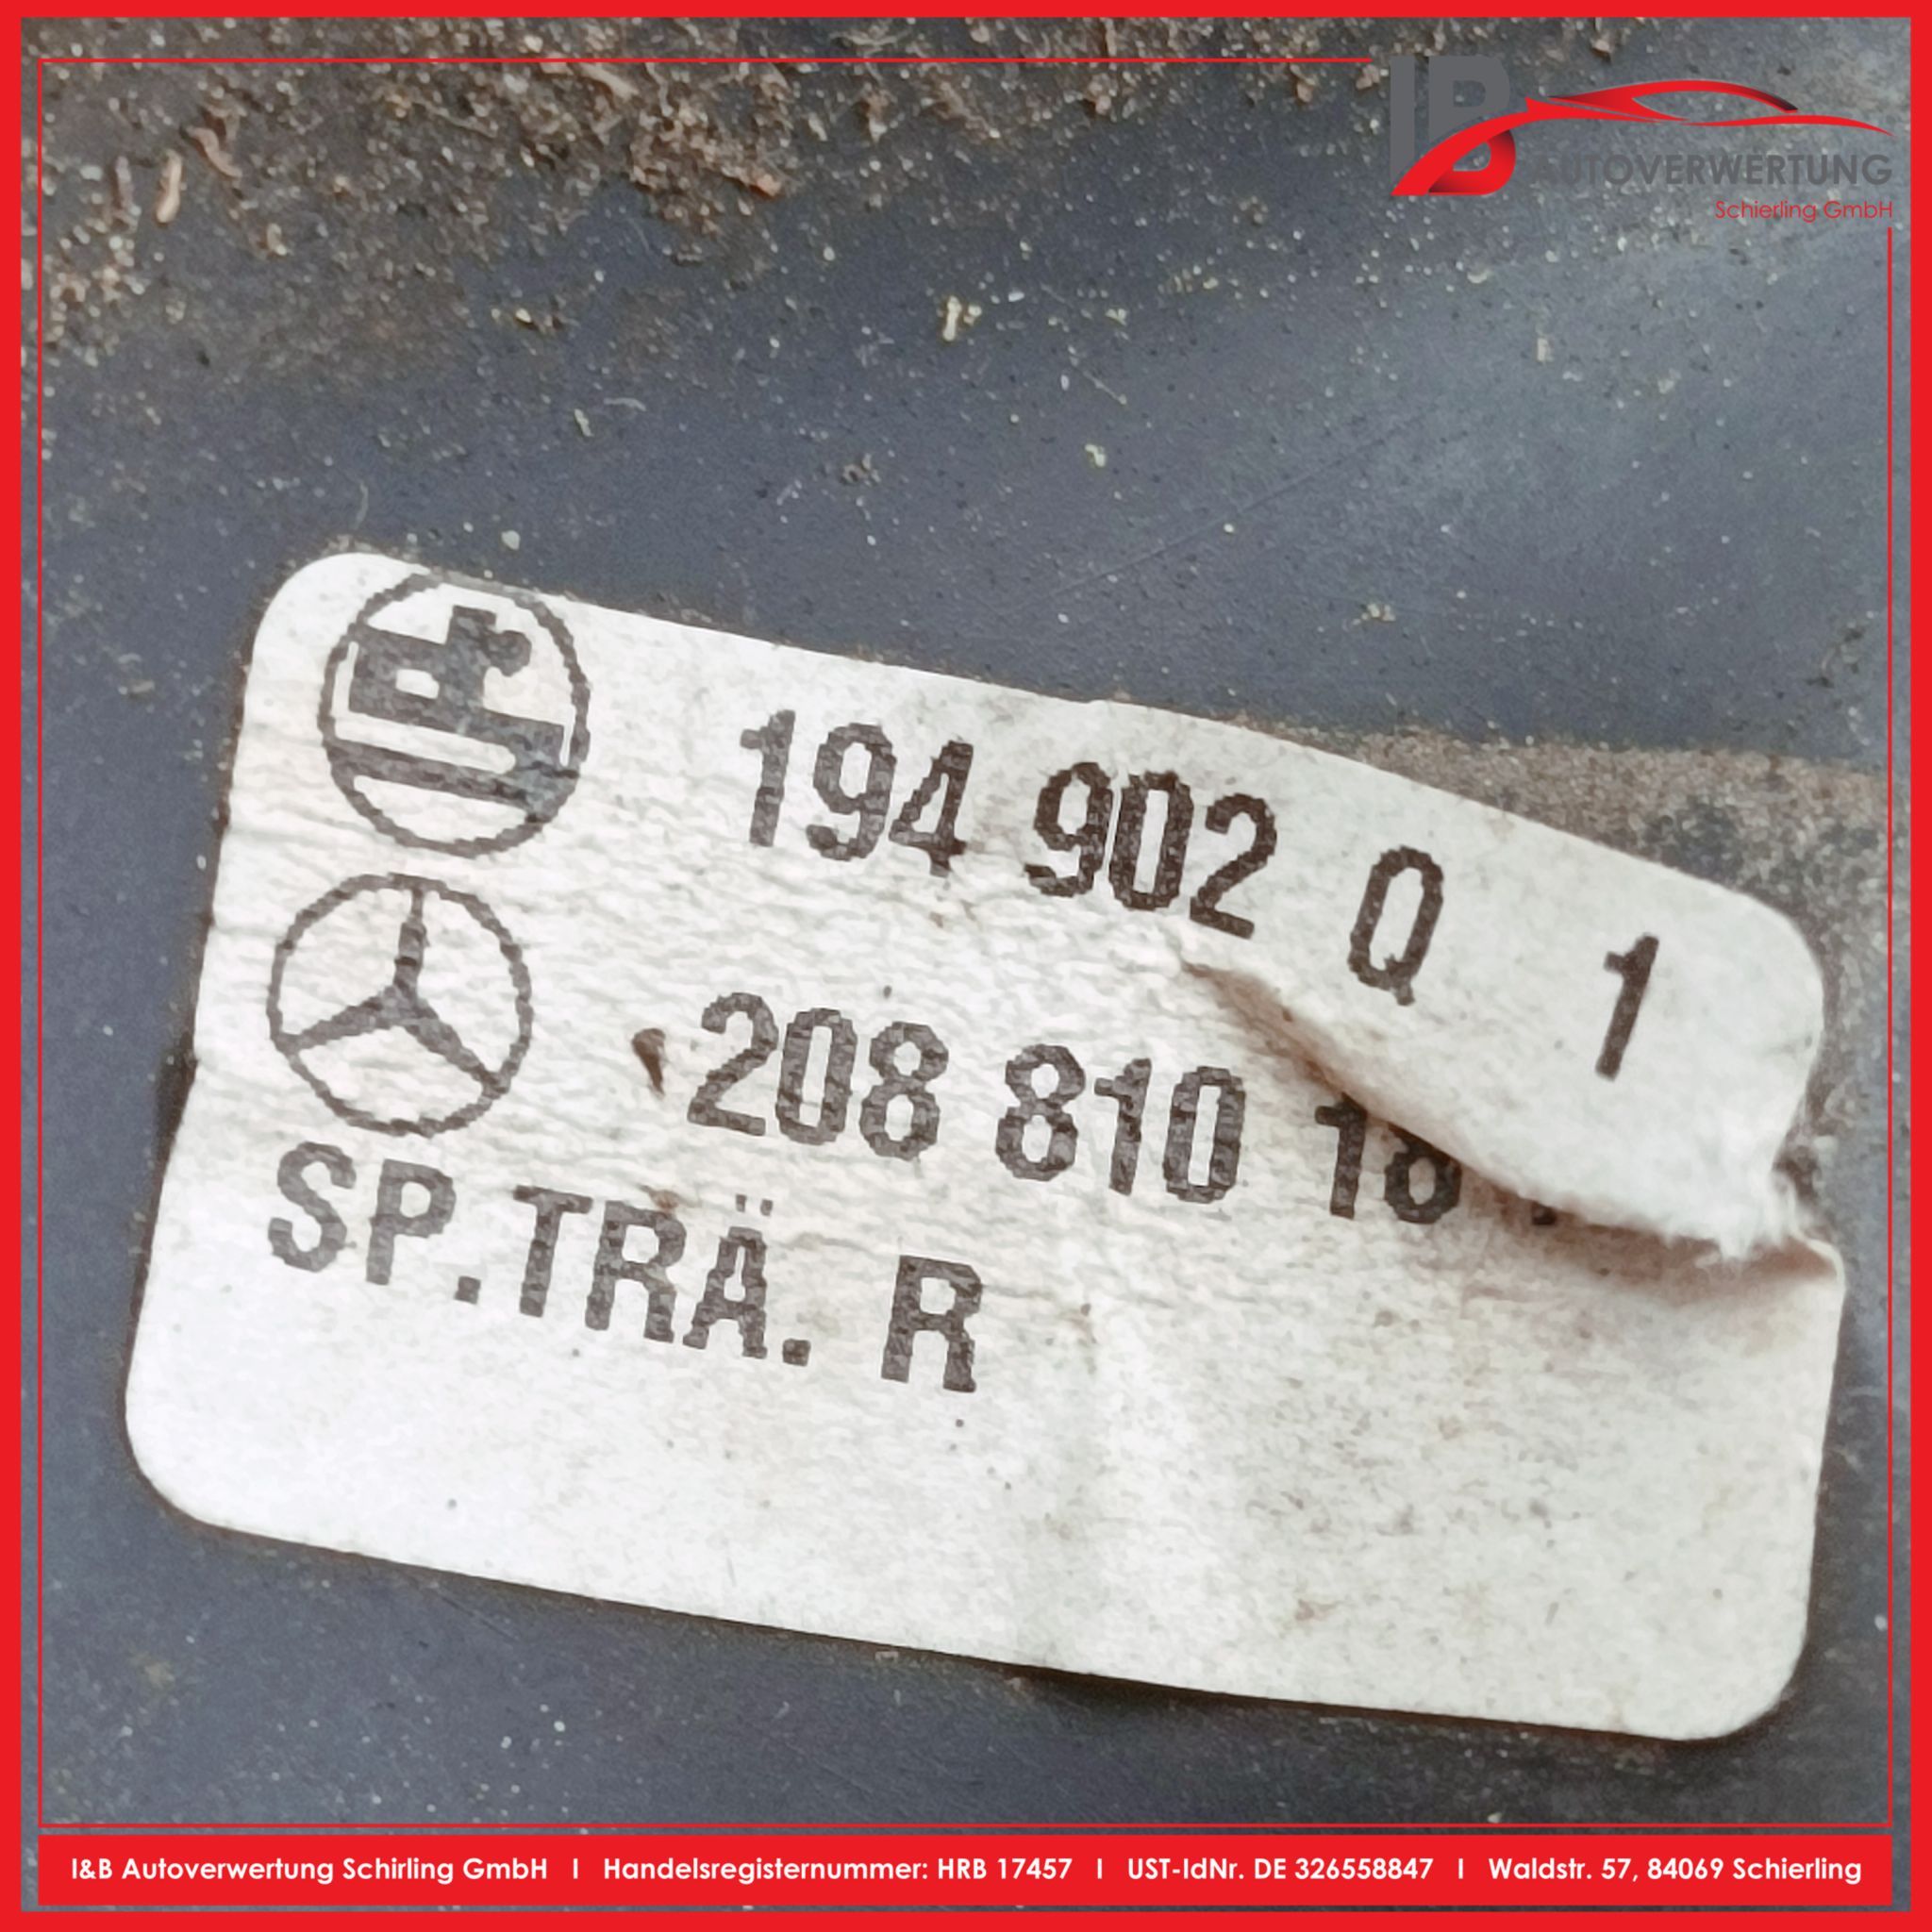 IB
AUTOVERWERTUNG
Schierling GmbH
194 902 Q 1
208 810
SP.TRÄ. R
I&B Autoverwertung Schirling GmbH I Handelsregisternummer: HRB 17457 I UST-IdNr. DE 326558847 I Waldstr. 57, 84069 Schierling